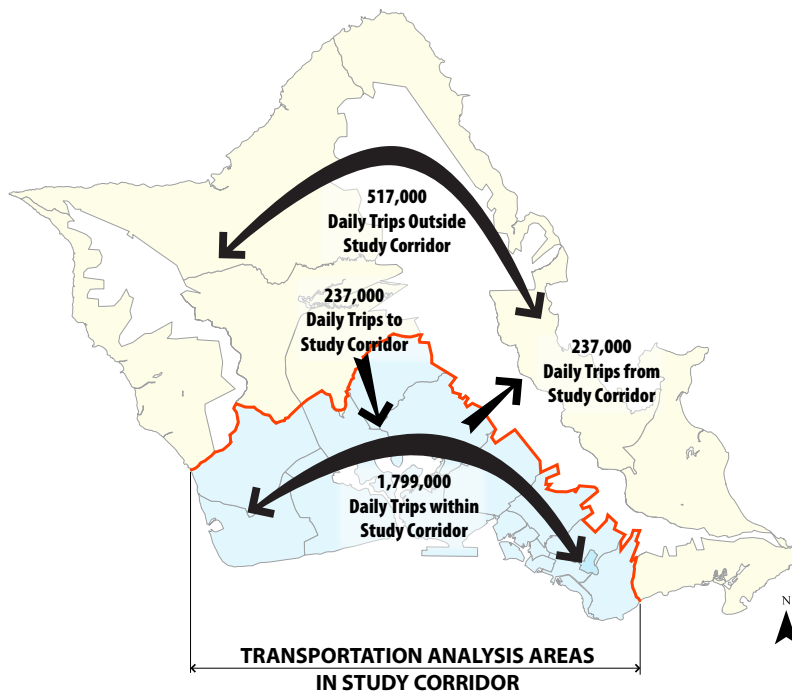 517,000
Daily Trips Outside
Study Corridor
237,000
Daily Trips to
Study Corridor
237,000
Daily Trips from
Study Corridor
1,799,000
Daily Trips within
Study Corridor
N
TRANSPORTATION ANALYSIS AREAS
IN STUDY CORRIDOR